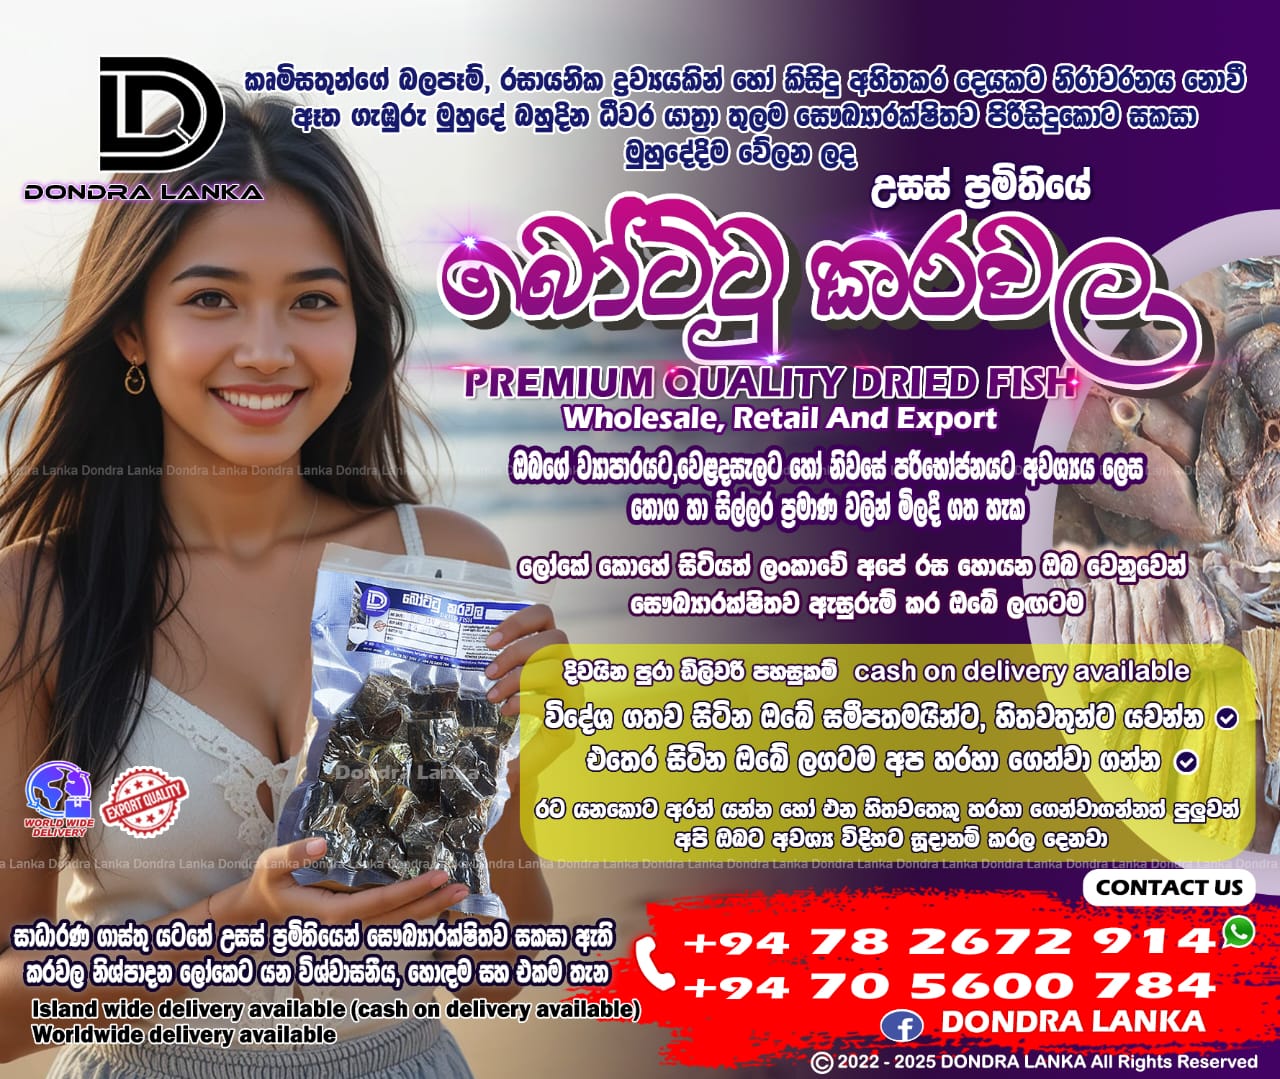 කෘමිසතුන්ගේ බලපෑම්, රසායනික ද්‍රව්‍යයකින් හෝ කිසිදු අහිතකර දෙයකට නිරාවරනය නොවී
ඈත ගැඹුරු මුහුදේ බහුදින ධීවර යාත්‍රා තුලම සෞඛ්‍යාරක්ෂිතව පිරිසිදුකොට සකසා
මුහුදේදිම වේලන ලද
DONDRA LANKA
උසස් ප්‍රමිතියේ
බෝට්ටු කරවල
PREMIUM QUALITY DRIED FISH
Wholesale, Retail And Export
ඔබගේ ව්‍යාපාරයට,වෙළදසැලට හෝ නිවසේ පරිභෝජනයට අවශ්‍යය ලෙස
තොග හා සිල්ලර ප්‍රමාණ වලින් මිලදී ගත හැක
ලෝකේ කොහේ සිටියත් ලංකාවේ අපේ රස හොයන ඔබ වෙනුවෙන්
සෞඛ්‍යාරක්ෂිතව ඇසුරුම් කර ඔබේ ලඟටම
බෝට්ටු කරවල
දිවයින පුරා ඩිලිවරි පහසුකම් cash on delivery available
විදේශ ගතව සිටින ඔබේ සමීපතමයින්ට, හිතවතුන්ට යවන්න
එතෙර සිටින ඔබේ ලගටම අප හරහා ගෙන්වා ගන්න
රට යනකොට අරන් යන්න හෝ එන හිතවතෙකු හරහා ගෙන්වාගන්නත් පුලුවන්
අපි ඔබට අවශ්‍ය විදිහට සූදානම් කරල දෙනවා
Dondra Lanka
WORLD WIDE
DELIVERY
EXPORT QUALITY
CONTACT US
සාධාරණ ගාස්තු යටතේ උසස් ප්‍රමිතියෙන් සෞඛ්‍යාරක්ෂිතව සකසා ඇති
කරවල නිශ්පාදන ලෝකෙට යන විශ්වාසනීය, හොඳම සහ එකම තැන
Island wide delivery available (cash on delivery available)
Worldwide delivery available
+94 78 2672 914
+94 70 5600 784
DONDRA LANKA
© 2022 - 2025 DONDRA LANKA All Rights Reserved